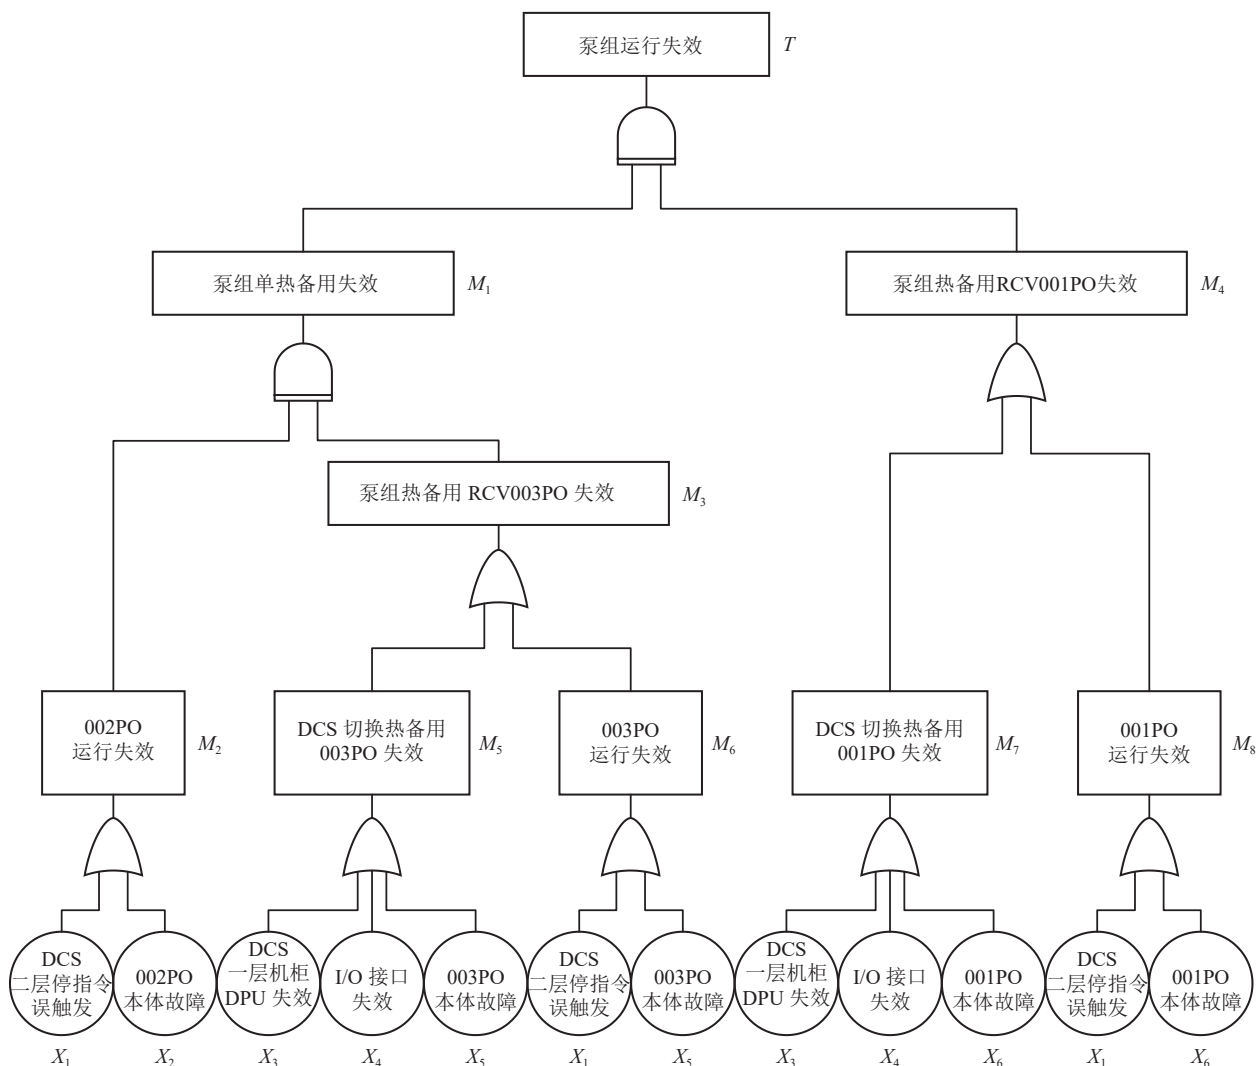 泵组运行失效
T
泵组单热备用失效
M₁
泵组热备用RCV001PO失效
M₄
泵组热备用 RCV003PO 失效
M₃
002PO
运行失效
M₂
DCS 切换热备用
003PO 失效
M₅
003PO
运行失效
M₆
DCS 切换热备用
001PO 失效
M₇
001PO
运行失效
M₈
DCS
二层停指令
误触发
X₁
002PO
本体故障
X₂
DCS
一层机柜
DPU 失效
X₃
I/O 接口
失效
X₄
003PO
本体故障
X₅
DCS
二层停指令
误触发
X₁
003PO
本体故障
X₅
DCS
一层机柜
DPU 失效
X₃
I/O 接口
失效
X₄
001PO
本体故障
X₆
DCS
二层停指令
误触发
X₁
001PO
本体故障
X₆